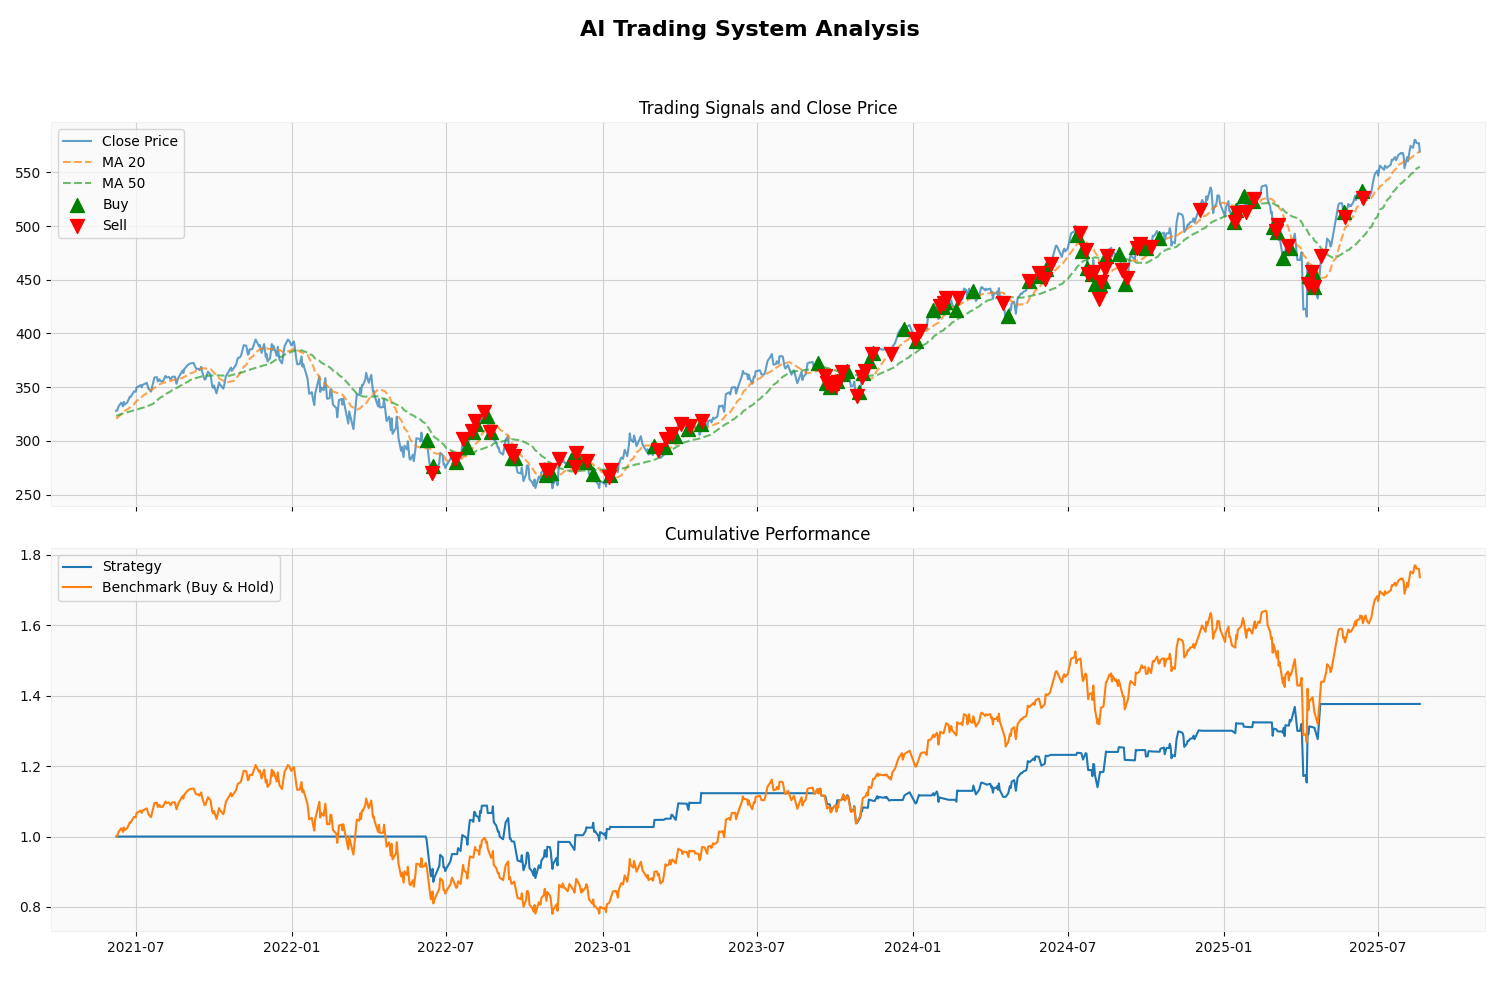 AI Trading System Analysis
Trading Signals and Close Price
Close Price
MA 20
MA 50
Buy
Sell
550
500
450
400
350
300
250
Cumulative Performance
Strategy
Benchmark (Buy & Hold)
1.8
1.6
1.4
1.2
1.0
0.8
2021-07
2022-01
2022-07
2023-01
2023-07
2024-01
2024-07
2025-01
2025-07